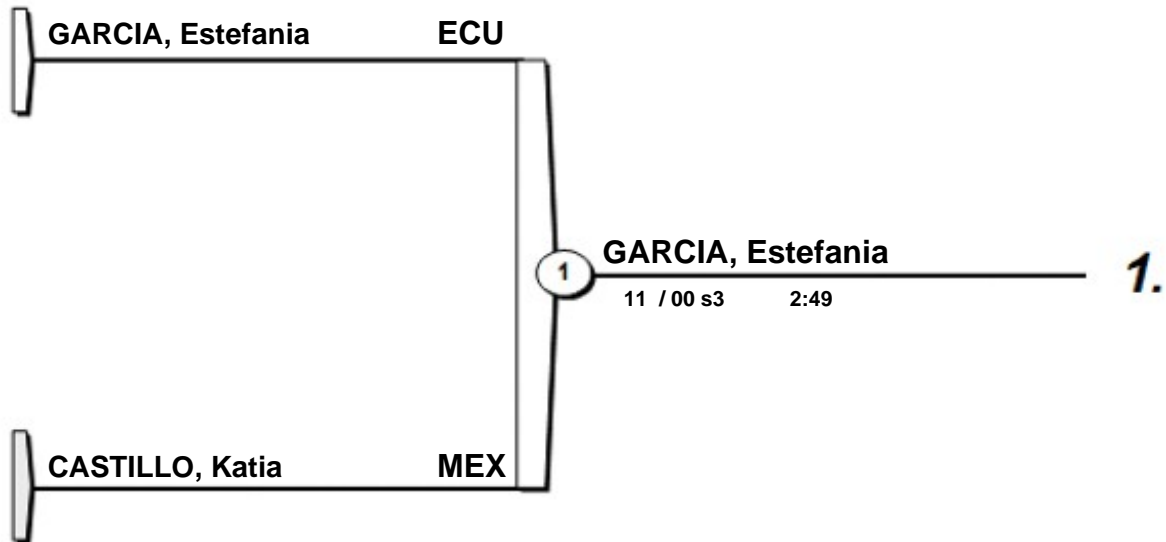 GARCIA, Estefania ECU
GARCIA, Estefania
1
1.
11 / 00 s3 2:49
CASTILLO, Katia MEX